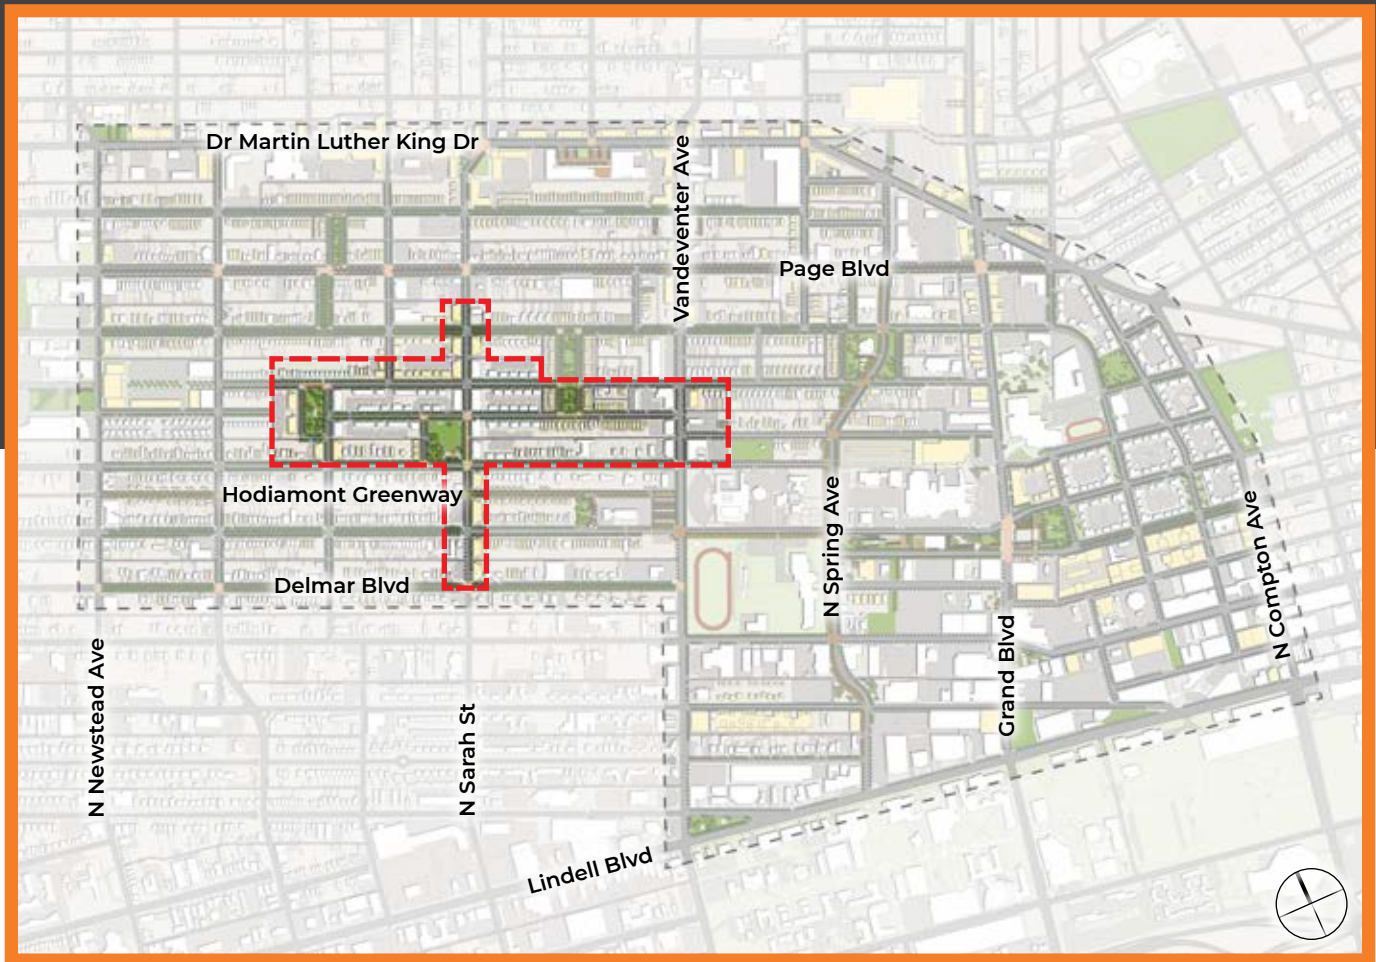 Dr Martin Luther King Dr
Vandeventer Ave
Page Blvd
Hodiamont Greenway
N Spring Ave
N Compton Ave
Delmar Blvd
N Newstead Ave
N Sarah St
Grand Blvd
Lindell Blvd